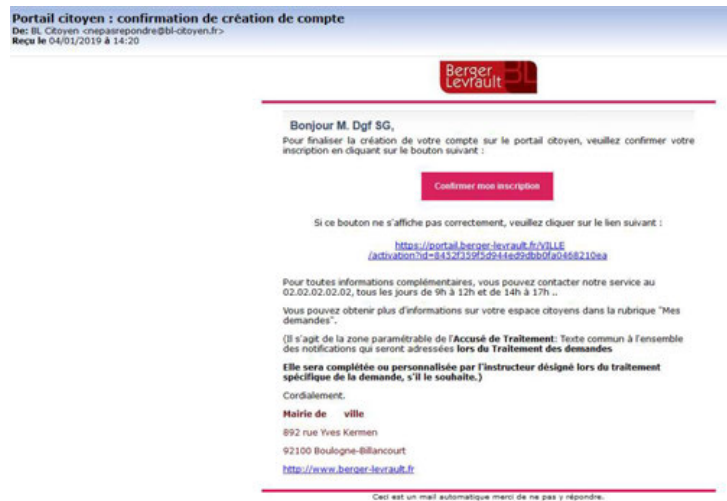 Portail citoyen : confirmation de création de compte
De: BL Citoyen <nepasrepondre@bl-citoyen.fr>
Reçu le 04/01/2019 à 14:20
Berger
Levrault
BL
Bonjour M. Dgf SG,
Pour finaliser la création de votre compte sur le portail citoyen, veuillez confirmer votre
inscription en cliquant sur le bouton suivant :
Confirmer mon inscription
Si ce bouton ne s'affiche pas correctement, veuillez cliquer sur le lien suivant :
https://portail.berger-levrault.fr/VILLE
/activation?id=8452f359f5d944ed9dbb0fa0468210ea
Pour toutes informations complémentaires, vous pouvez contacter notre service au
02.02.02.02.02, tous les jours de 9h à 12h et de 14h à 17h ..
Vous pouvez obtenir plus d'informations sur votre espace citoyens dans la rubrique "Mes
demandes".
(Il s'agit de la zone paramétrable de l'Accusé de Traitement: Texte commun à l'ensemble
des notifications qui seront adressées lors du Traitement des demandes
Elle sera complétée ou personnalisée par l'instructeur désigné lors du traitement
spécifique de la demande, s'il le souhaite.)
Cordialement.
Mairie de ville
892 rue Yves Kermen
92100 Boulogne-Billancourt
http://www.berger-levrault.fr
Ceci est un mail automatique merci de ne pas y répondre.